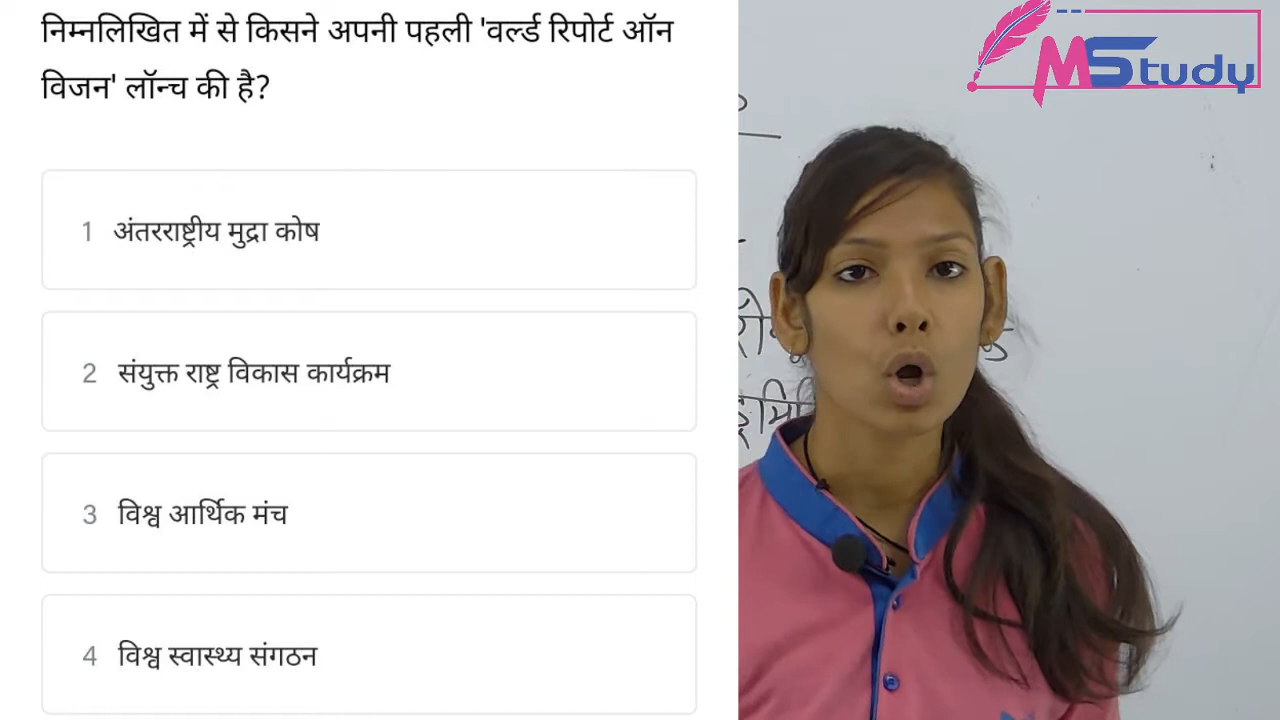 निम्नलिखित में से किसने अपनी पहली 'वर्ल्ड रिपोर्ट ऑन
विजन' लॉन्च की है?
1 अंतरराष्ट्रीय मुद्रा कोष
2 संयुक्त राष्ट्र विकास कार्यक्रम
3 विश्व आर्थिक मंच
4 विश्व स्वास्थ्य संगठन
MStudy